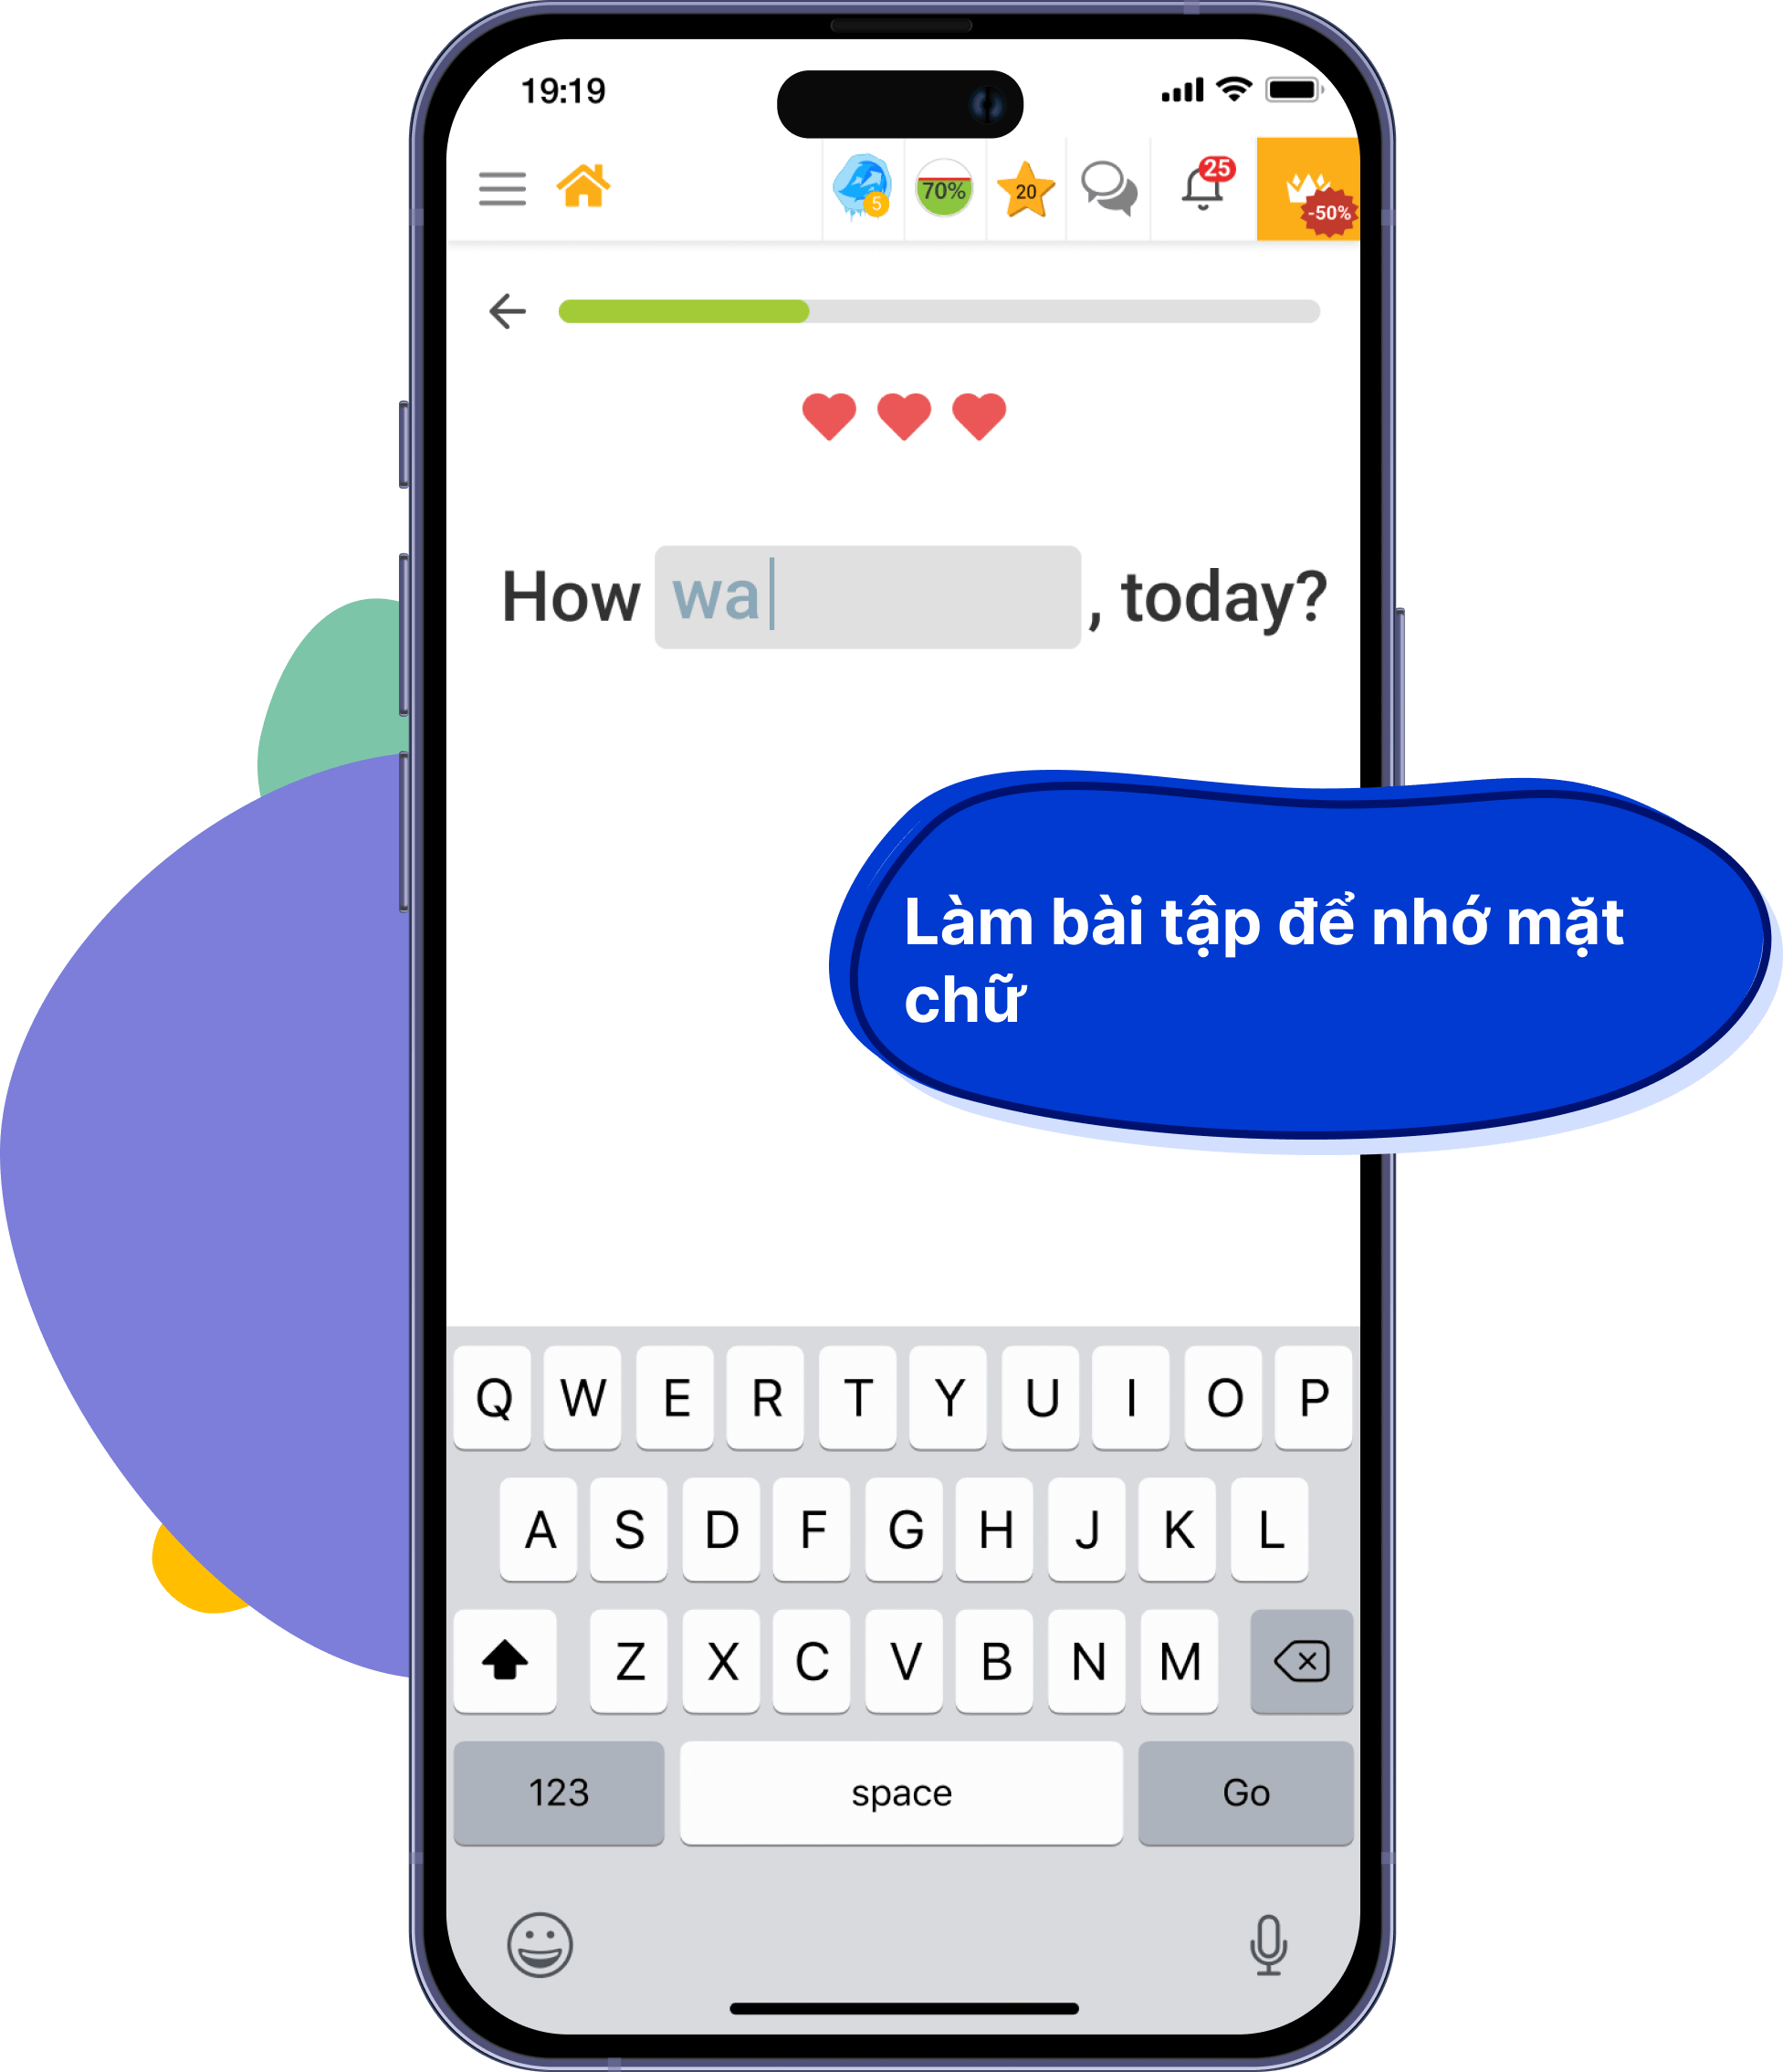 19:19
5
70%
20
25
-50%
How wa , today?
Làm bài tập để nhớ mặt
chữ
Q W E R T Y U I O P
A S D F G H J K L
Z X C V B N M
123 space Go